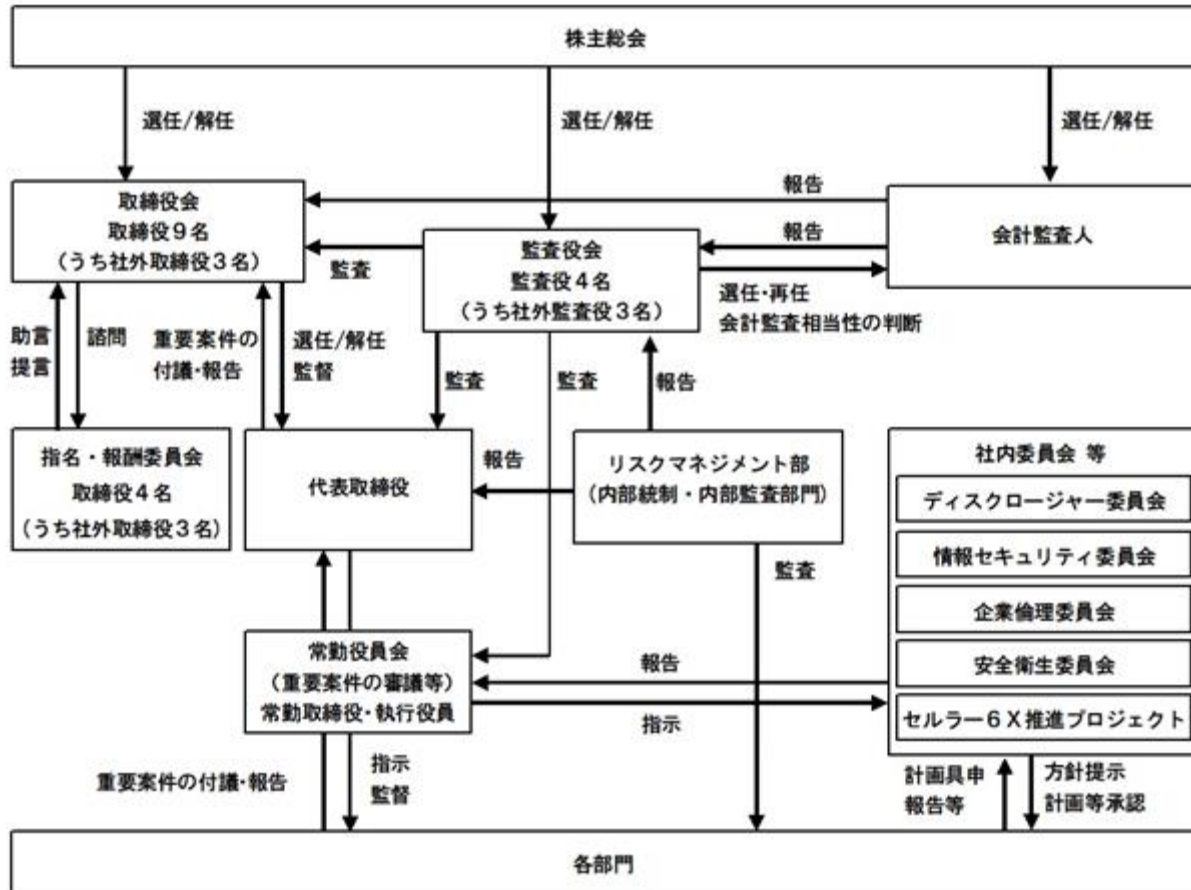 株主総会
選任/解任
選任/解任
選任/解任
取締役会
取締役9名
（うち社外取締役3名）
報告
会計監査人
監査役会
監査役4名
（うち社外監査役3名）
監査
報告
選任・再任
会計監査相当性の判断
助言
提言
諮問
重要案件の
付議・報告
選任/解任
監督
監査
監査
報告
指名・報酬委員会
取締役4名
（うち社外取締役3名）
代表取締役
報告
リスクマネジメント部
（内部統制・内部監査部門）
監査
社内委員会 等
ディスクロージャー委員会
情報セキュリティ委員会
企業倫理委員会
安全衛生委員会
セルラー6X推進プロジェクト
常勤役員会
（重要案件の審議等）
常勤取締役・執行役員
報告
指示
重要案件の付議・報告
指示
監督
計画具申
報告等
方針提示
計画等承認
各部門